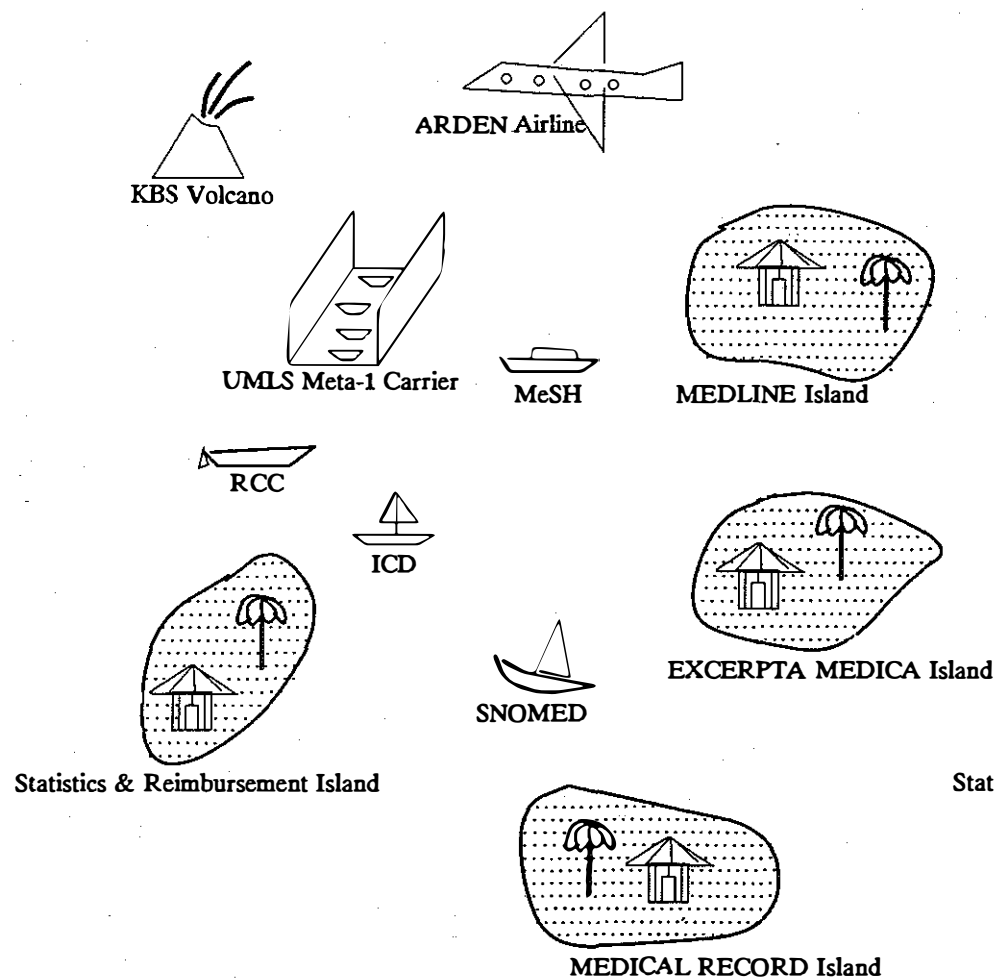 ARDEN Airline
KBS Volcano
UMLS Meta-1 Carrier
MeSH
MEDLINE Island
RCC
ICD
EXCERPTA MEDICA Island
SNOMED
Statistics & Reimbursement Island
Stat
MEDICAL RECORD Island